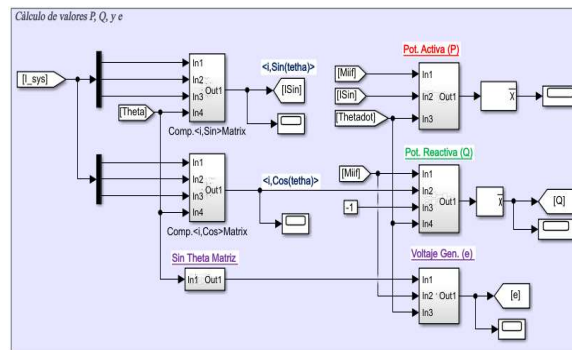 Cálculo de valores P, Q, y e
[I_sys]
In1
In2
In3
In4
Out1
Comp.<i,Sin>Matrix
[Theta]
<i,Sin(tetha)>
[ISin]
In1
In2
In3
In4
Out1
Comp.<i,Cos>Matrix
<i,Cos(tetha)>
Sin Theta Matriz
In1 Out1
Pot. Activa (P)
[Miif]
[ISin]
[Thetadot]
In1
In2 Out1
In3
x
Pot. Reactiva (Q)
[Miif]
-1
In1
In2
In3
In4
Out1
x
[Q]
Voltaje Gen. (e)
In1
In2 Out1
In3
[e]